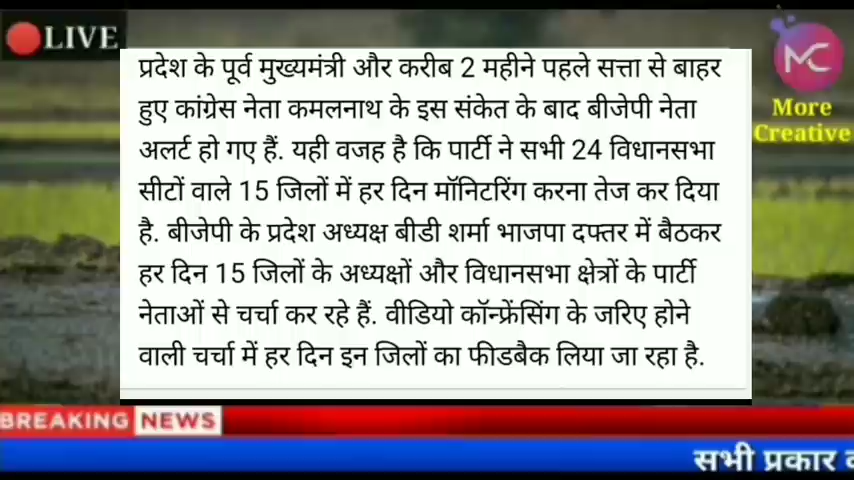 LIVE
प्रदेश के पूर्व मुख्यमंत्री और करीब 2 महीने पहले सत्ता से बाहर
हुए कांग्रेस नेता कमलनाथ के इस संकेत के बाद बीजेपी नेता
अलर्ट हो गए हैं. यही वजह है कि पार्टी ने सभी 24 विधानसभा
सीटों वाले 15 जिलों में हर दिन मॉनिटरिंग करना तेज कर दिया
है. बीजेपी के प्रदेश अध्यक्ष बीडी शर्मा भाजपा दफ्तर में बैठकर
हर दिन 15 जिलों के अध्यक्षों और विधानसभा क्षेत्रों के पार्टी
नेताओं से चर्चा कर रहे हैं. वीडियो कॉन्फ्रेंसिंग के जरिए होने
वाली चर्चा में हर दिन इन जिलों का फीडबैक लिया जा रहा है.
MC
More
Creative
BREAKING NEWS
सभी प्रकार